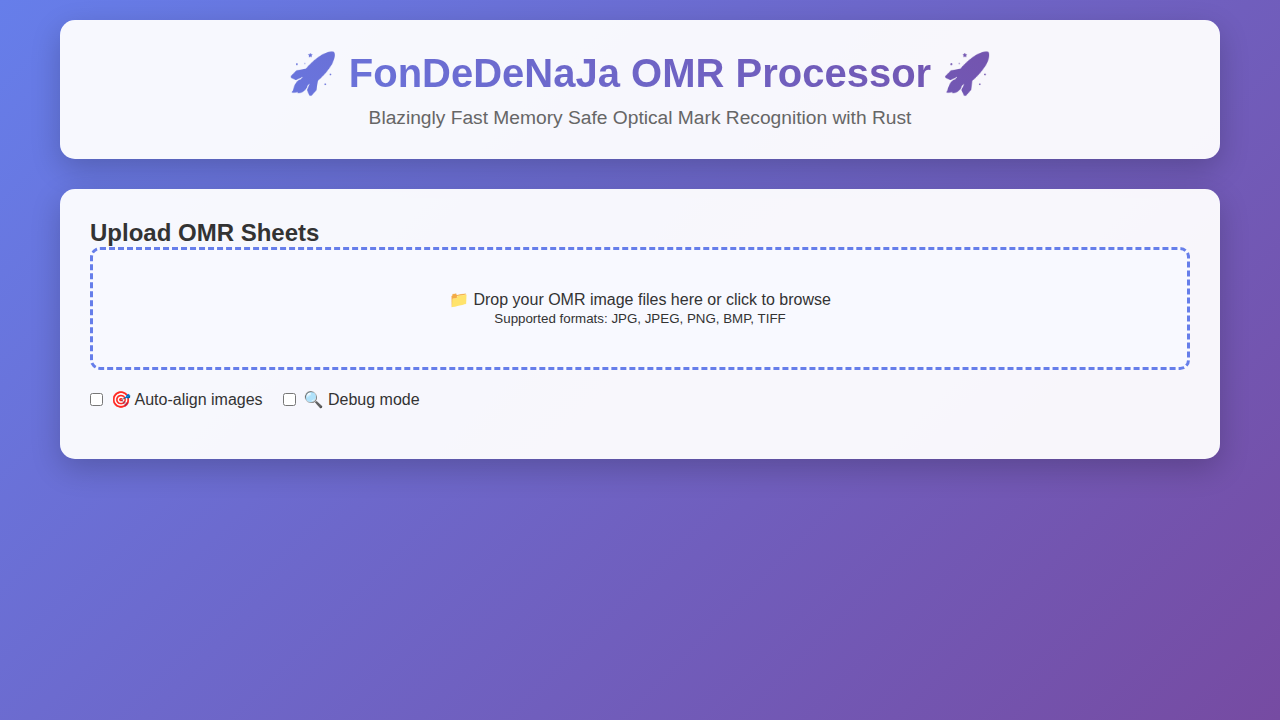 🚀 FonDeDeNaJa OMR Processor 🚀
Blazingly Fast Memory Safe Optical Mark Recognition with Rust
Upload OMR Sheets
📁 Drop your OMR image files here or click to browse
Supported formats: JPG, JPEG, PNG, BMP, TIFF
🎯 Auto-align images 🔍 Debug mode